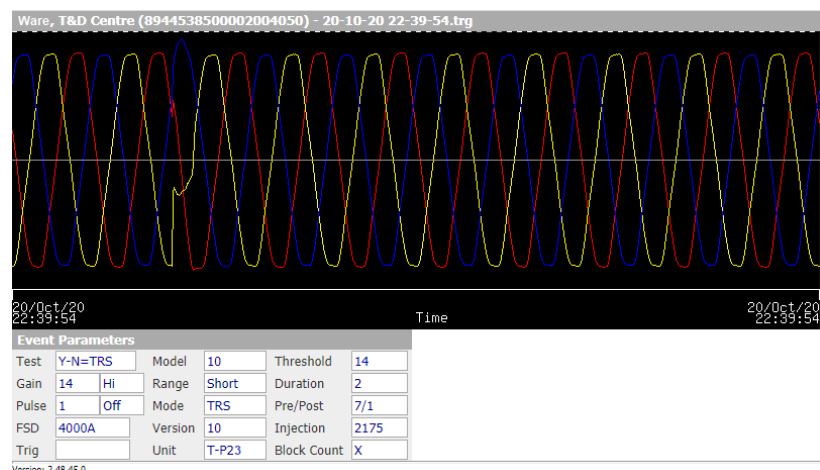 Ware, T&D Centre (8944538500002004050) - 20-10-20 22-39-54.trg
20/Oct/20 Time 20/Oct/20
22:39:54 22:39:54
Event Parameters
Test Y-N=TRS Model 10 Threshold 14
Gain 14 Hi Range Short Duration 2
Pulse 1 Off Mode TRS Pre/Post 7/1
FSD 4000A Version 10 Injection 2175
Trig Unit T-P23 Block Count X
Version: 2.48.45.0